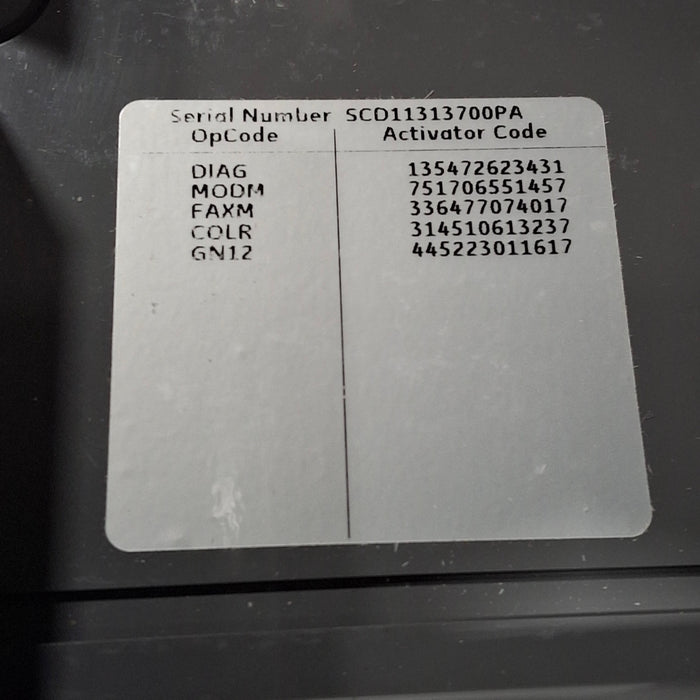 Serial Number SCD11313700PA
OpCode Activator Code
DIAG 135472623431
MODM 751706551457
FAXM 336477074017
COLR 314510613237
GN12 445223011617